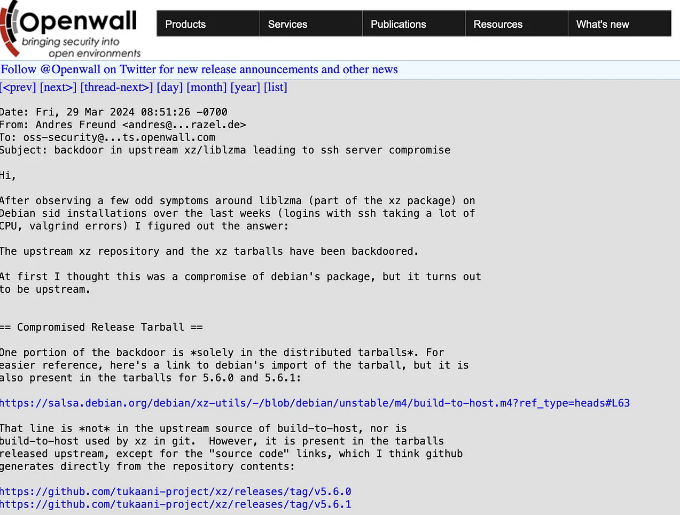 Openwall
bringing security into
open environments
Products Services Publications Resources What's new
Follow @Openwall on Twitter for new release announcements and other news
[<prev] [next>] [thread-next>] [day] [month] [year] [list]
Date: Fri, 29 Mar 2024 08:51:26 -0700
From: Andres Freund <andres@...razel.de>
To: oss-security@...ts.openwall.com
Subject: backdoor in upstream xz/liblzma leading to ssh server compromise
Hi,
After observing a few odd symptoms around liblzma (part of the xz package) on
Debian sid installations over the last weeks (logins with ssh taking a lot of
CPU, valgrind errors) I figured out the answer:
The upstream xz repository and the xz tarballs have been backdoored.
At first I thought this was a compromise of debian's package, but it turns out
to be upstream.
== Compromised Release Tarball ==
One portion of the backdoor is *solely in the distributed tarballs*. For
easier reference, here's a link to debian's import of the tarball, but it is
also present in the tarballs for 5.6.0 and 5.6.1:
https://salsa.debian.org/debian/xz-utils/-/blob/debian/unstable/m4/build-to-host.m4?ref_type=heads#L63
That line is *not* in the upstream source of build-to-host, nor is
build-to-host used by xz in git.  However, it is present in the tarballs
released upstream, except for the "source code" links, which I think github
generates directly from the repository contents:
https://github.com/tukaani-project/xz/releases/tag/v5.6.0
https://github.com/tukaani-project/xz/releases/tag/v5.6.1